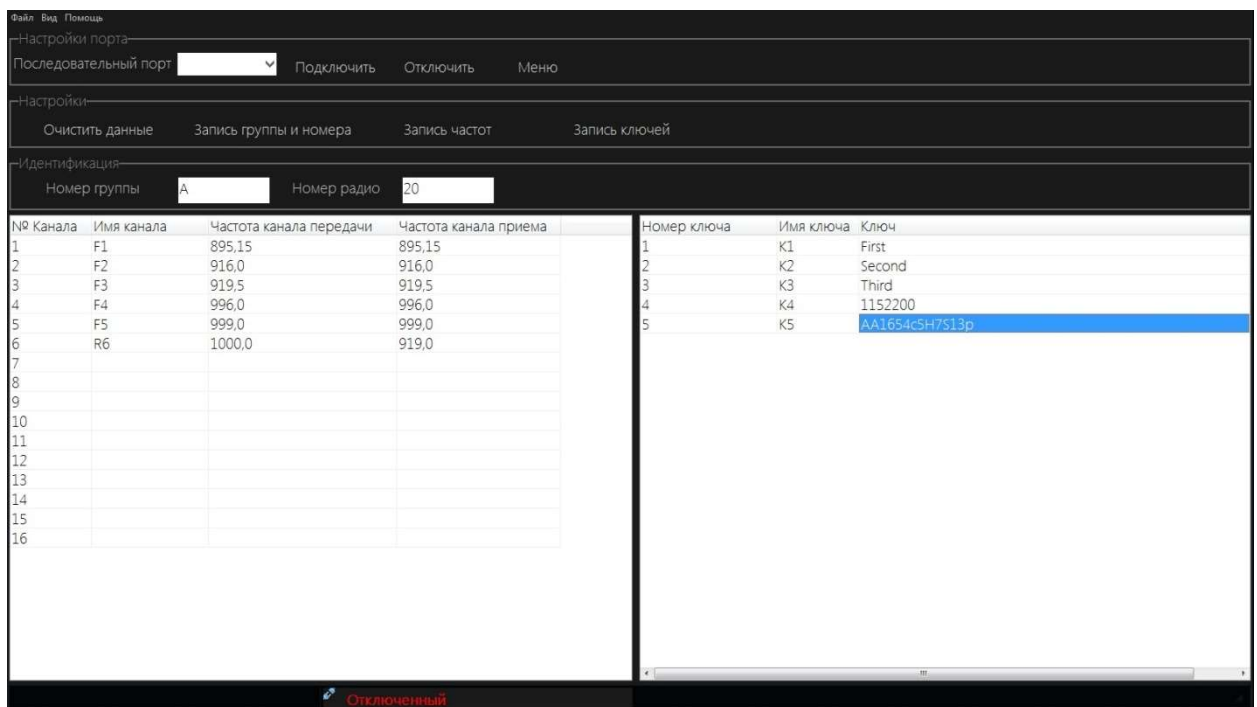 Файл Вид Помощь
Настройки порта
Последовательный порт Подключить Отключить Меню
Настройки
Очистить данные Запись группы и номера Запись частот Запись ключей
Идентификация
Номер группы A Номер радио 20
№ Канала Имя канала Частота канала передачи Частота канала приема
1 F1 895,15 895,15
2 F2 916,0 916,0
3 F3 919,5 919,5
4 F4 996,0 996,0
5 F5 999,0 999,0
6 R6 1000,0 919,0
7
8
9
10
11
12
13
14
15
16
Номер ключа Имя ключа Ключ
1 K1 First
2 K2 Second
3 K3 Third
4 K4 1152200
5 K5 AA1654c5H7S13p
Отключенный